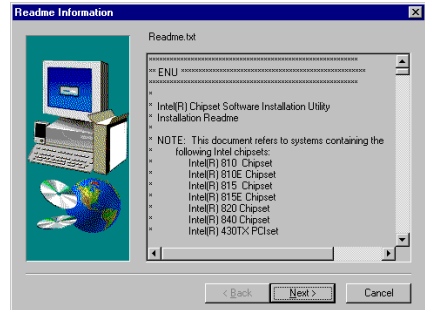 Readme Information
Readme.txt
******************************************************************
** ENU **********************************************************
******************************************************************
*
* Intel(R) Chipset Software Installation Utility
* Installation Readme
*
* NOTE: This document refers to systems containing the
* following Intel chipsets:
* Intel(R) 810 Chipset
* Intel(R) 810E Chipset
* Intel(R) 815 Chipset
* Intel(R) 815E Chipset
* Intel(R) 820 Chipset
* Intel(R) 840 Chipset
* Intel(R) 430TX PCIset
< Back
Next >
Cancel